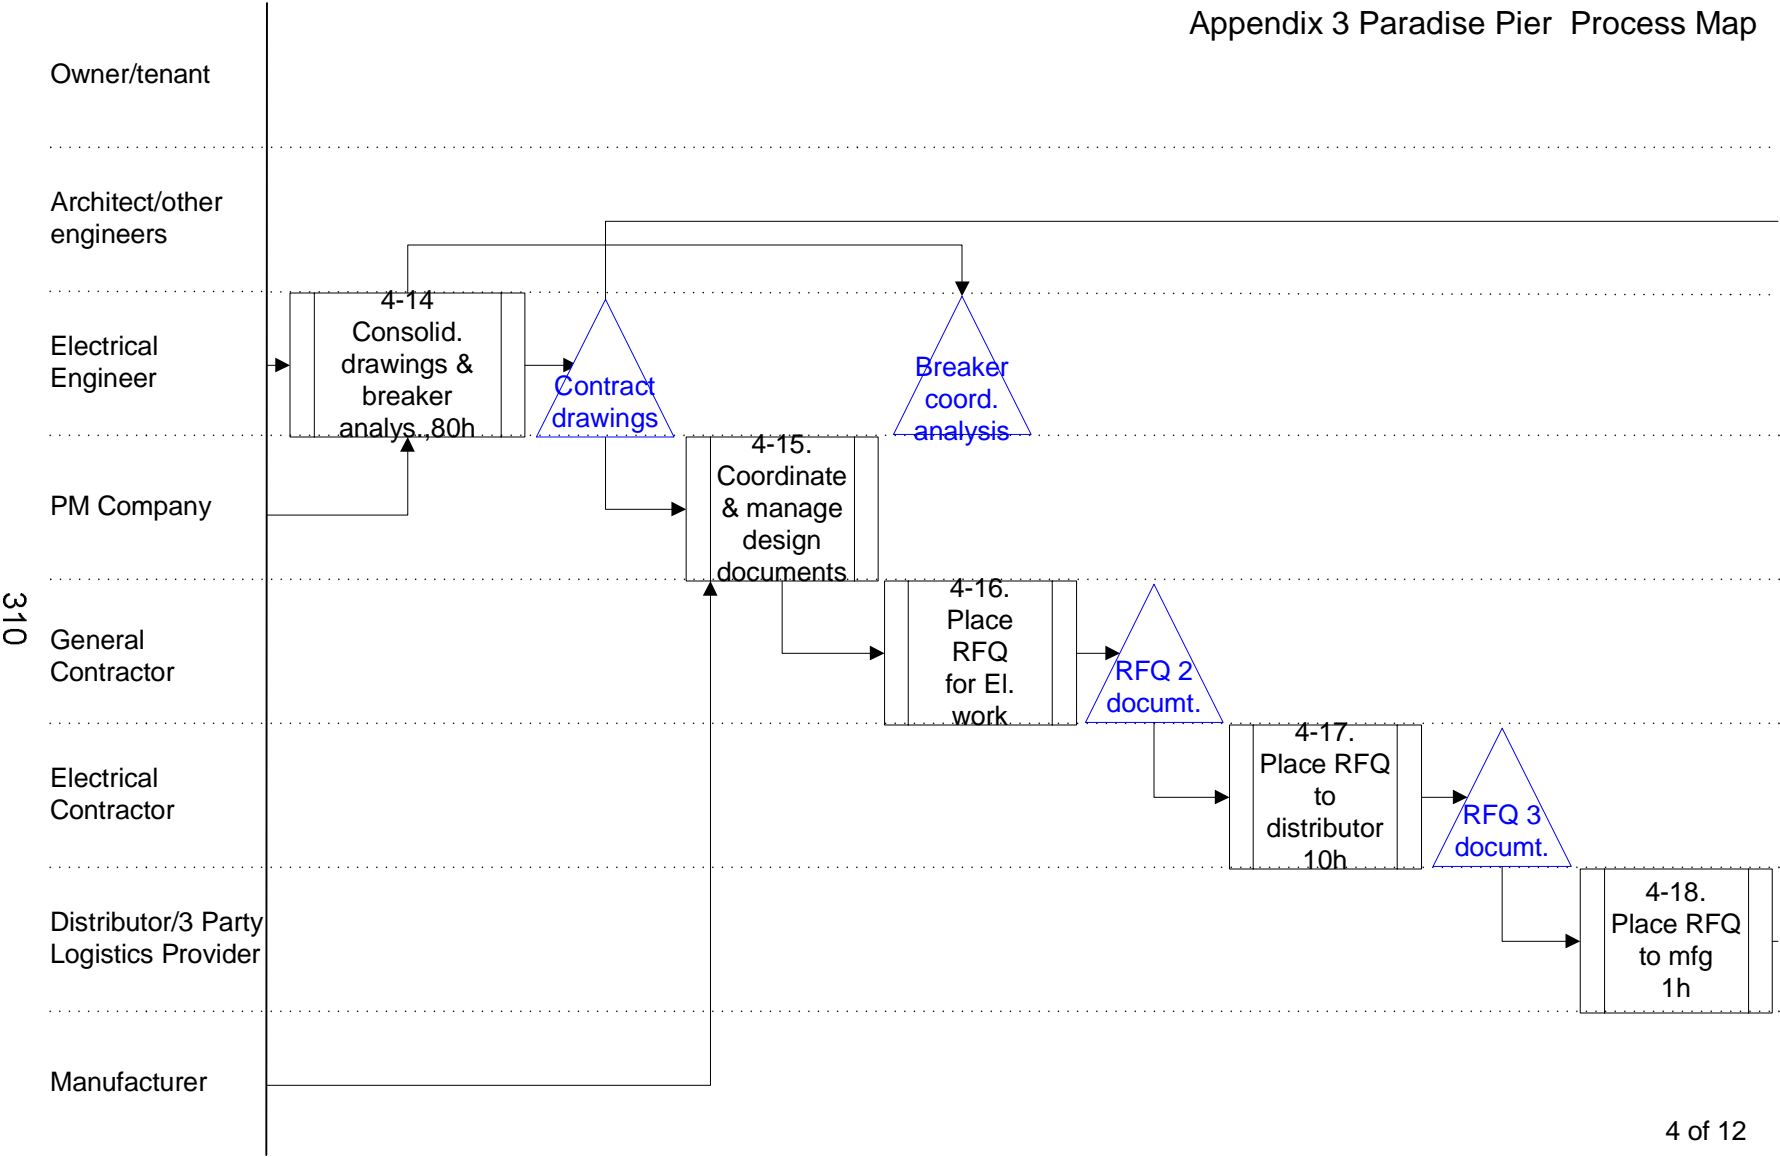 Appendix 3 Paradise Pier  Process Map
Owner/tenant
Architect/other
engineers
4-14
Consolid.
drawings &
breaker
analys.,80h
Electrical
Engineer
Contract
drawings
Breaker
coord.
analysis
4-15.
Coordinate
& manage
design
documents
PM Company
4-16.
Place
RFQ
for El.
work
310
General
Contractor
RFQ 2
documt.
4-17.
Place RFQ
to
distributor
10h
Electrical
Contractor
RFQ 3
documt.
4-18.
Place RFQ
to mfg
1h
Distributor/3 Party
Logistics Provider
Manufacturer
4 of 12